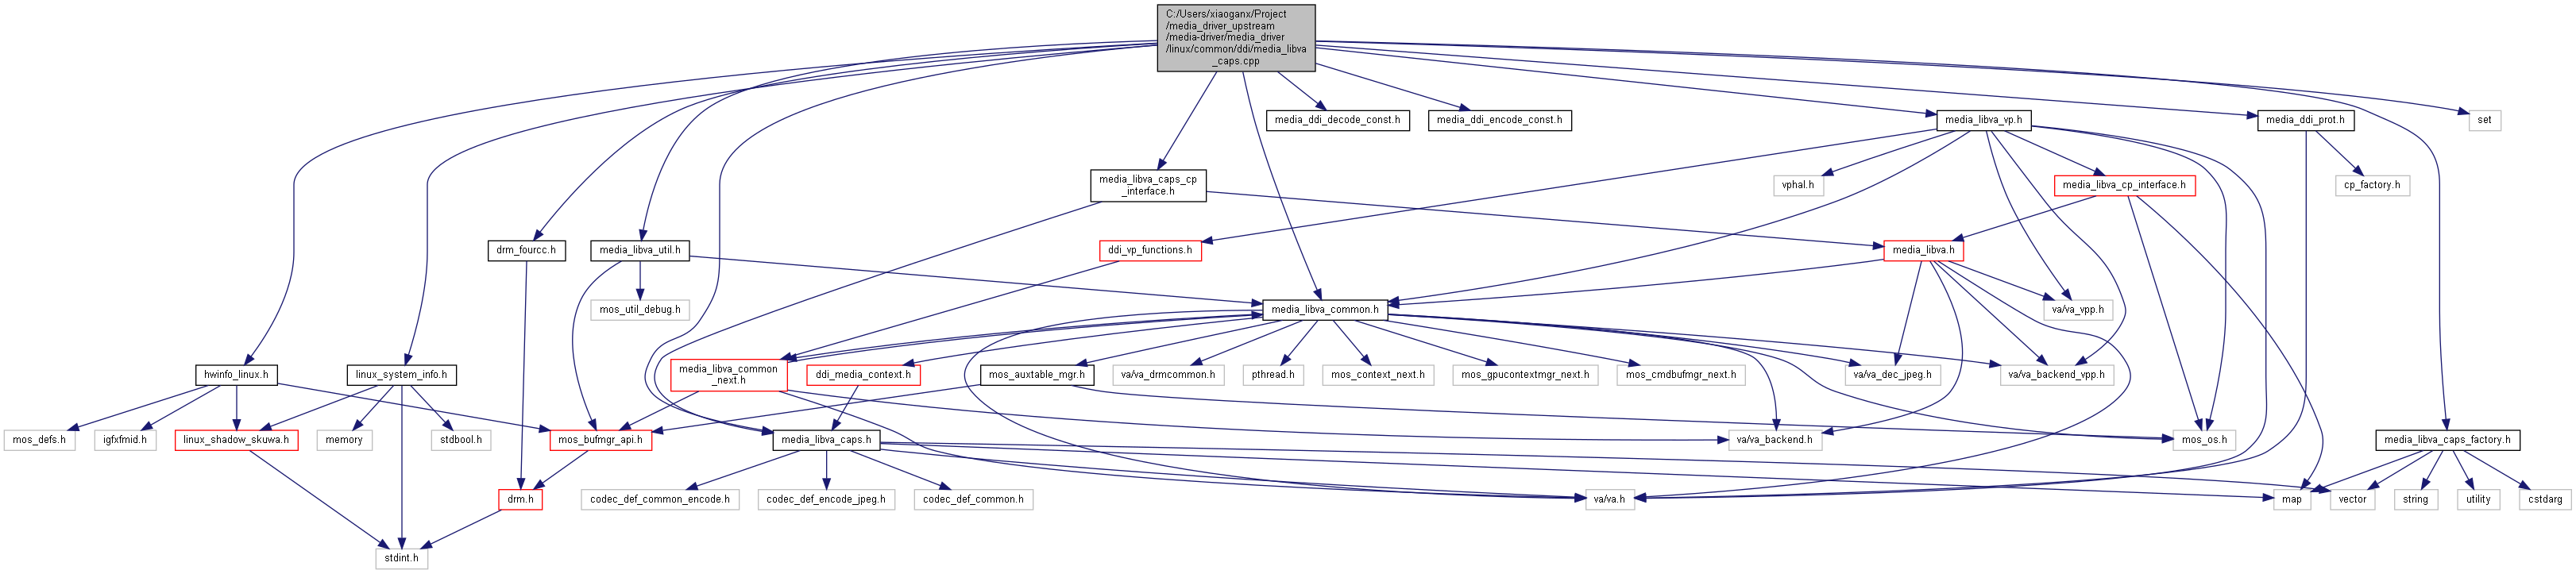 C:/Users/xiaoganx/Project
/media_driver_upstream
/media-driver/media_driver
/linux/common/ddi/media_libva
_caps.cpp
media_ddi_decode_const.h
media_ddi_encode_const.h
media_libva_vp.h
media_ddi_prot.h
set
media_libva_caps_cp
_interface.h
vphal.h
media_libva_cp_interface.h
cp_factory.h
drm_fourcc.h
media_libva_util.h
ddi_vp_functions.h
media_libva.h
mos_util_debug.h
media_libva_common.h
va/va_vpp.h
hwinfo_linux.h
linux_system_info.h
media_libva_common
_next.h
ddi_media_context.h
mos_auxtable_mgr.h
va/va_drmcommon.h
pthread.h
mos_context_next.h
mos_gpucontextmgr_next.h
mos_cmdbufmgr_next.h
va/va_dec_jpeg.h
va/va_backend_vpp.h
mos_defs.h
igfxfmid.h
linux_shadow_skuwa.h
memory
stdbool.h
mos_bufmgr_api.h
media_libva_caps.h
va/va_backend.h
mos_os.h
media_libva_caps_factory.h
drm.h
codec_def_common_encode.h
codec_def_encode_jpeg.h
codec_def_common.h
va/va.h
map
vector
string
utility
cstdarg
stdint.h